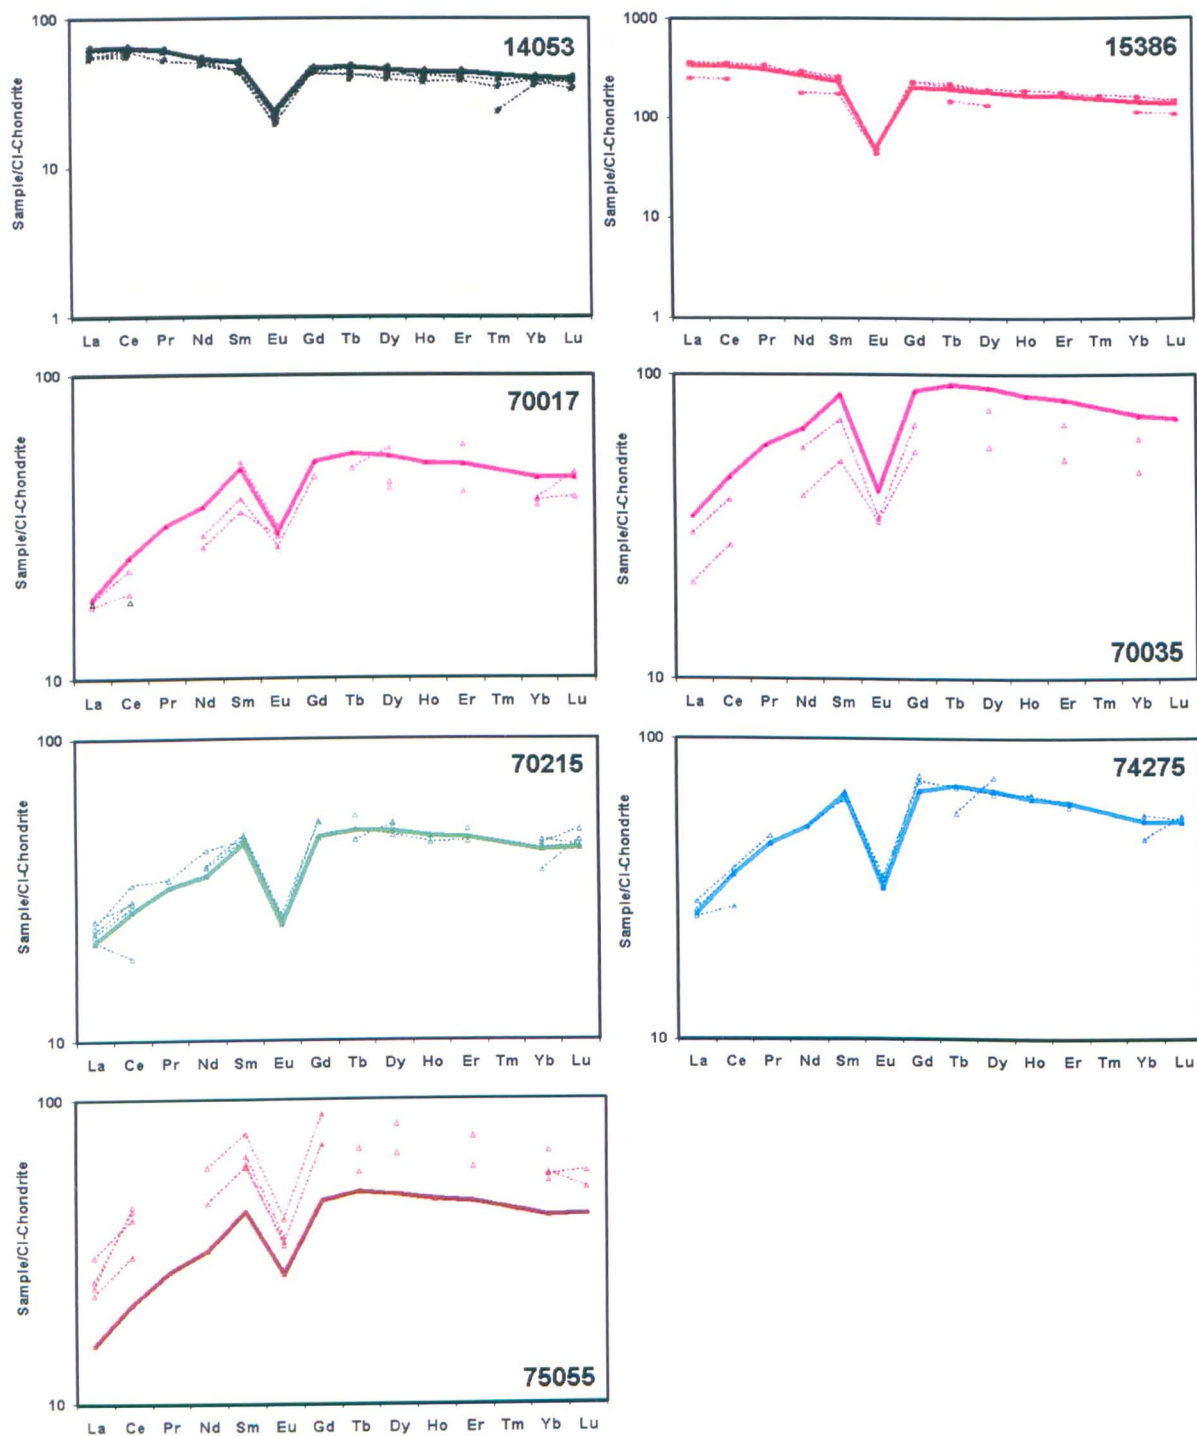 100
14053
Sample/CI-Chondrite
10
1
La Ce Pr Nd Sm Eu Gd Tb Dy Ho Er Tm Yb Lu
1000
15386
Sample/CI-Chondrite
100
10
1
La Ce Pr Nd Sm Eu Gd Tb Dy Ho Er Tm Yb Lu
100
70017
Sample/CI-Chondrite
10
La Ce Pr Nd Sm Eu Gd Tb Dy Ho Er Tm Yb Lu
100
Sample/CI-Chondrite
70035
10
La Ce Pr Nd Sm Eu Gd Tb Dy Ho Er Tm Yb Lu
100
70215
Sample/CI-Chondrite
10
La Ce Pr Nd Sm Eu Gd Tb Dy Ho Er Tm Yb Lu
100
74275
Sample/CI-Chondrite
10
La Ce Pr Nd Sm Eu Gd Tb Dy Ho Er Tm Yb Lu
100
Sample/CI-Chondrite
75055
10
La Ce Pr Nd Sm Eu Gd Tb Dy Ho Er Tm Yb Lu